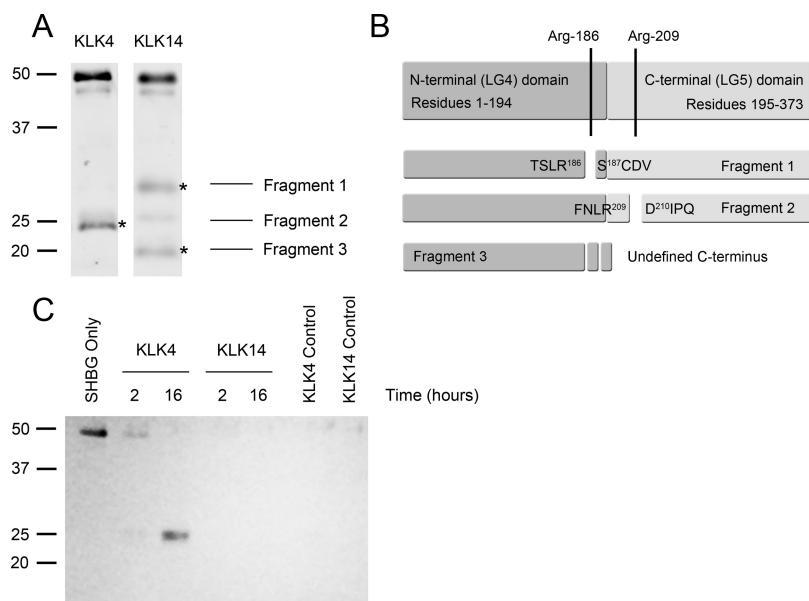 A
KLK4 KLK14
50
37
25
20
*
*
*
Fragment 1
Fragment 2
Fragment 3
B
Arg-186 Arg-209
N-terminal (LG4) domain
Residues 1-194
C-terminal (LG5) domain
Residues 195-373
TSLR¹⁸⁶ S¹⁸⁷CDV Fragment 1
FNLR²⁰⁹ D²¹⁰IPQ Fragment 2
Fragment 3 Undefined C-terminus
C
SHBG Only
KLK4
KLK14
KLK4 Control
KLK14 Control
2 16 2 16 Time (hours)
50
37
25
20